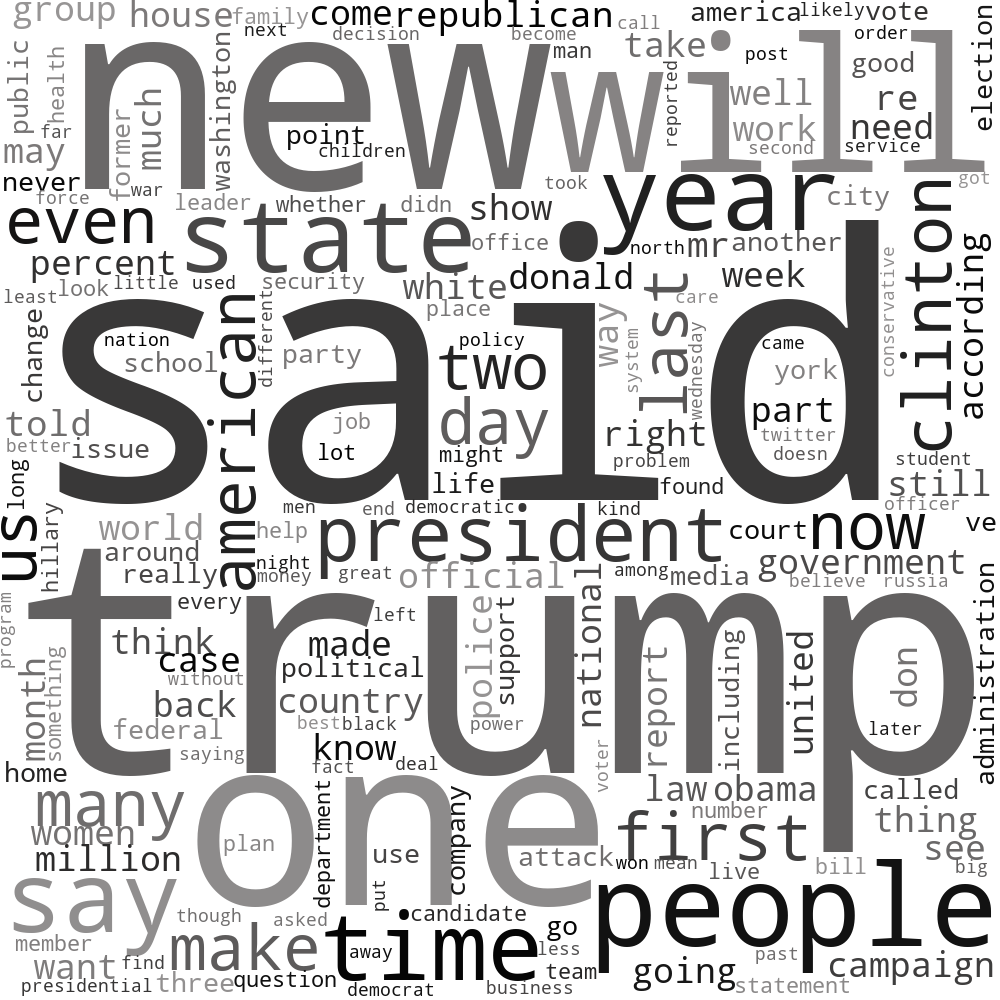 group
house
family
come
republican
call
america
likely
vote
next
decision
become
man
take
post
order
good
election
public
health
new
will
washington
former
much
point
children
reported
well
work
second
re
need
service
far
may
never
force
war
took
year
city
got
leader
whether
didn
show
even
state
office
north
mr
another
percent
look
little
used
least
security
white
donald
week
place
care
conservative
clinton
according
change
nation
school
said
american
different
party
policy
two
way
system
last
wednesday
came
york
part
twitter
doesn
told
better
issue
job
lot
day
might
right
problem
student
still
officer
long
us
life
found
men
end
democratic
kind
world
help
president
court
now
ve
hillary
around
really
night
money
great
official
among
media
government
believe
russia
program
every
left
trump
think
made
police
support
national
report
including
united
don
administration
case
political
without
month
something
back
country
federal
best
black
power
later
saying
know
fact
deal
voter
home
many
one
law
obama
called
number
thing
women
million
plan
department
use
company
put
first
see
attack
won
mean
live
bill
big
say
people
though
asked
candidate
time
go
member
make
away
less
past
want
find
team
going
campaign
presidential
three
question
democrat
business
statement